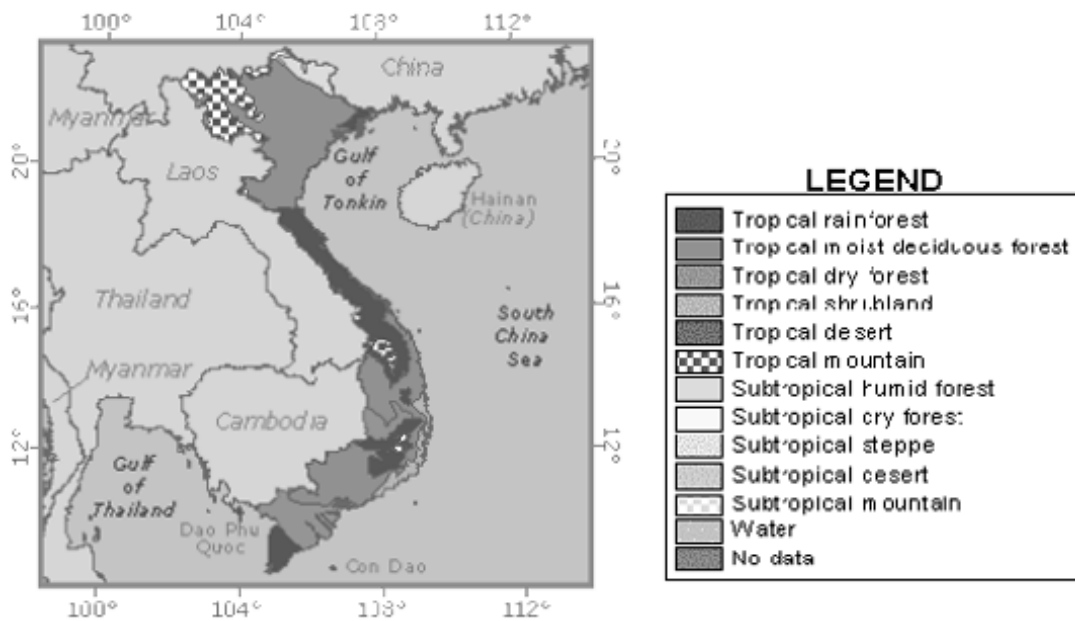 100° 104° 108° 112°
China
Myanmar
20°
Laos
Gulf
of
Tonkin
Hainan
(China)
20°
Thailand
16°
South
China
Sea
16°
Myanmar
Cambodia
12°
12°
Gulf
of
Thailand
Dao Phu
Quoc
Con Dao
100° 104° 108° 112°
LEGEND
Tropical rainforest
Tropical moist deciduous forest
Tropical dry forest
Tropical shrubland
Tropical desert
Tropical mountain
Subtropical humid forest
Subtropical dry forest
Subtropical steppe
Subtropical desert
Subtropical mountain
Water
No data